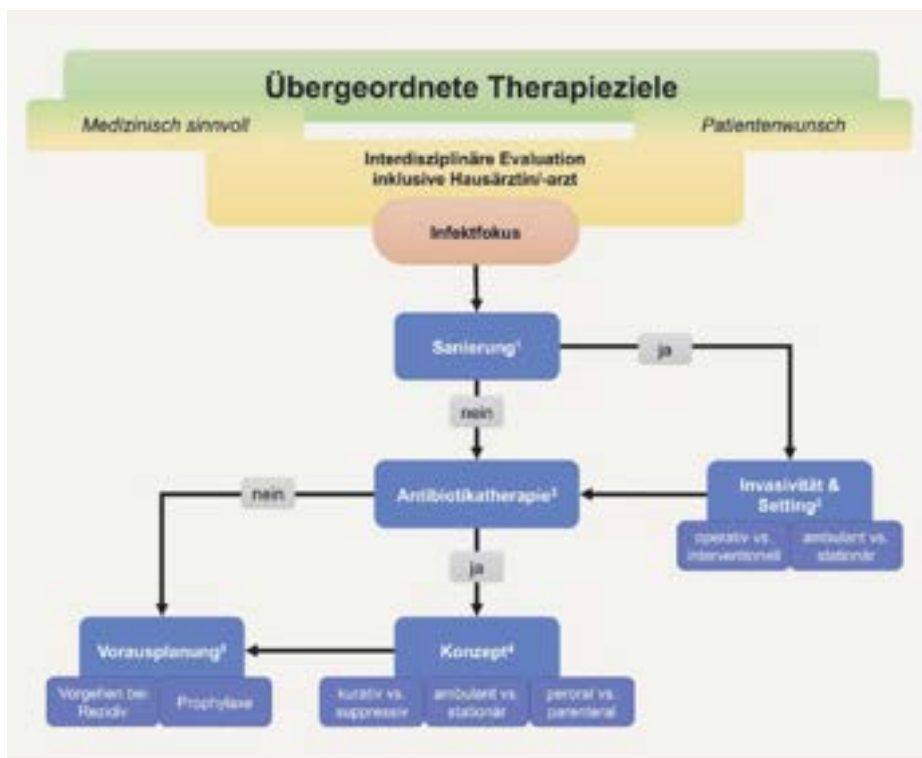 Übergeordnete Therapieziele
Medizinisch sinnvoll
Patientenwunsch
Interdisziplinäre Evaluation
inklusive Hausärztin/-arzt
Infektfokus
Sanierung¹
ja
nein
Antibiotikatherapie³
nein
Invasivität &
Setting²
operativ vs.
interventionell
ambulant vs.
stationär
ja
Vorausplanung⁵
Vorgehen bei
Rezidiv
Prophylaxe
Konzept⁴
kurativ vs.
suppressiv
ambulant vs.
stationär
peroral vs.
parenteral